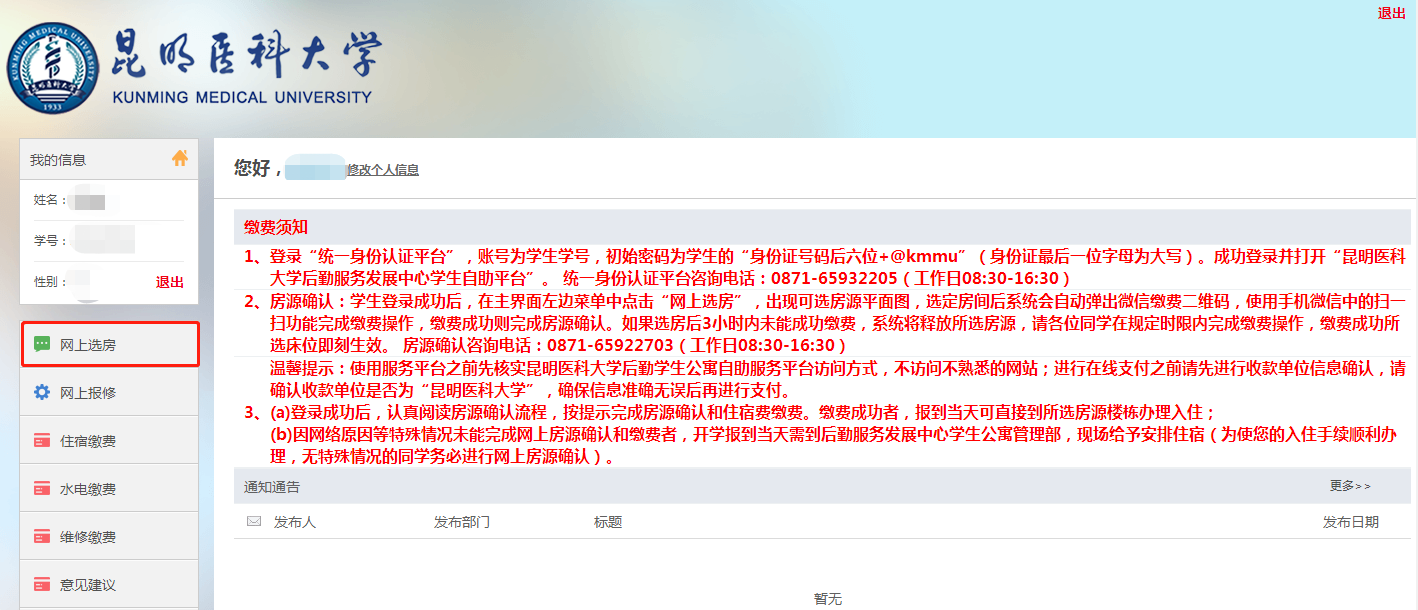 退出
KUNMING MEDICAL UNIVERSITY
昆明医科大学
1933
昆明医科大学
KUNMING MEDICAL UNIVERSITY
我的信息
姓名：
学号：
性别：
退出
网上选房
网上报修
住宿缴费
水电缴费
维修缴费
意见建议
您好，
修改个人信息
缴费须知
1、登录“统一身份认证平台”，账号为学生学号，初始密码为学生的“身份证号码后六位+@kmmu”（身份证最后一位字母为大写）。成功登录并打开“昆明医科
大学后勤服务发展中心学生自助平台”。 统一身份认证平台咨询电话：0871-65932205（工作日08:30-16:30）
2、房源确认：学生登录成功后，在主界面左边菜单中点击“网上选房”，出现可选房源平面图，选定房间后系统会自动弹出微信缴费二维码，使用手机微信中的扫一
扫功能完成缴费操作，缴费成功则完成房源确认。如果选房后3小时内未能成功缴费，系统将释放所选房源，请各位同学在规定时限内完成缴费操作，缴费成功所
选床位即刻生效。 房源确认咨询电话：0871-65922703（工作日08:30-16:30）
温馨提示：使用服务平台之前先核实昆明医科大学后勤学生公寓自助服务平台访问方式，不访问不熟悉的网站；进行在线支付之前请先进行收款单位信息确认，请
确认收款单位是否为“昆明医科大学”，确保信息准确无误后再进行支付。
3、(a)登录成功后，认真阅读房源确认流程，按提示完成房源确认和住宿费缴费。缴费成功者，报到当天可直接到所选房源楼栋办理入住；
(b)因网络原因等特殊情况未能完成网上房源确认和缴费者，开学报到当天需到后勤服务发展中心学生公寓管理部，现场给予安排住宿（为使您的入住手续顺利办
理，无特殊情况的同学务必进行网上房源确认）。
通知通告
更多>>
发布人 发布部门 标题 发布日期
暂无